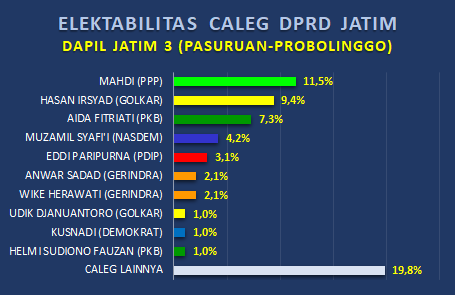 ELEKTABILITAS CALEG DPRD JATIM
DAPIL JATIM 3 (PASURUAN-PROBOLINGGO)
MAHDI (PPP) 11,5%
HASAN IRSYAD (GOLKAR) 9,4%
AIDA FITRIATI (PKB) 7,3%
MUZAMIL SYAFI'I (NASDEM) 4,2%
EDDI PARIPURNA (PDIP) 3,1%
ANWAR SADAD (GERINDRA) 2,1%
WIKE HERAWATI (GERINDRA) 2,1%
UDIK DJANUANTORO (GOLKAR) 1,0%
KUSNADI (DEMOKRAT) 1,0%
HELMI SUDIONO FAUZAN (PKB) 1,0%
CALEG LAINNYA 19,8%